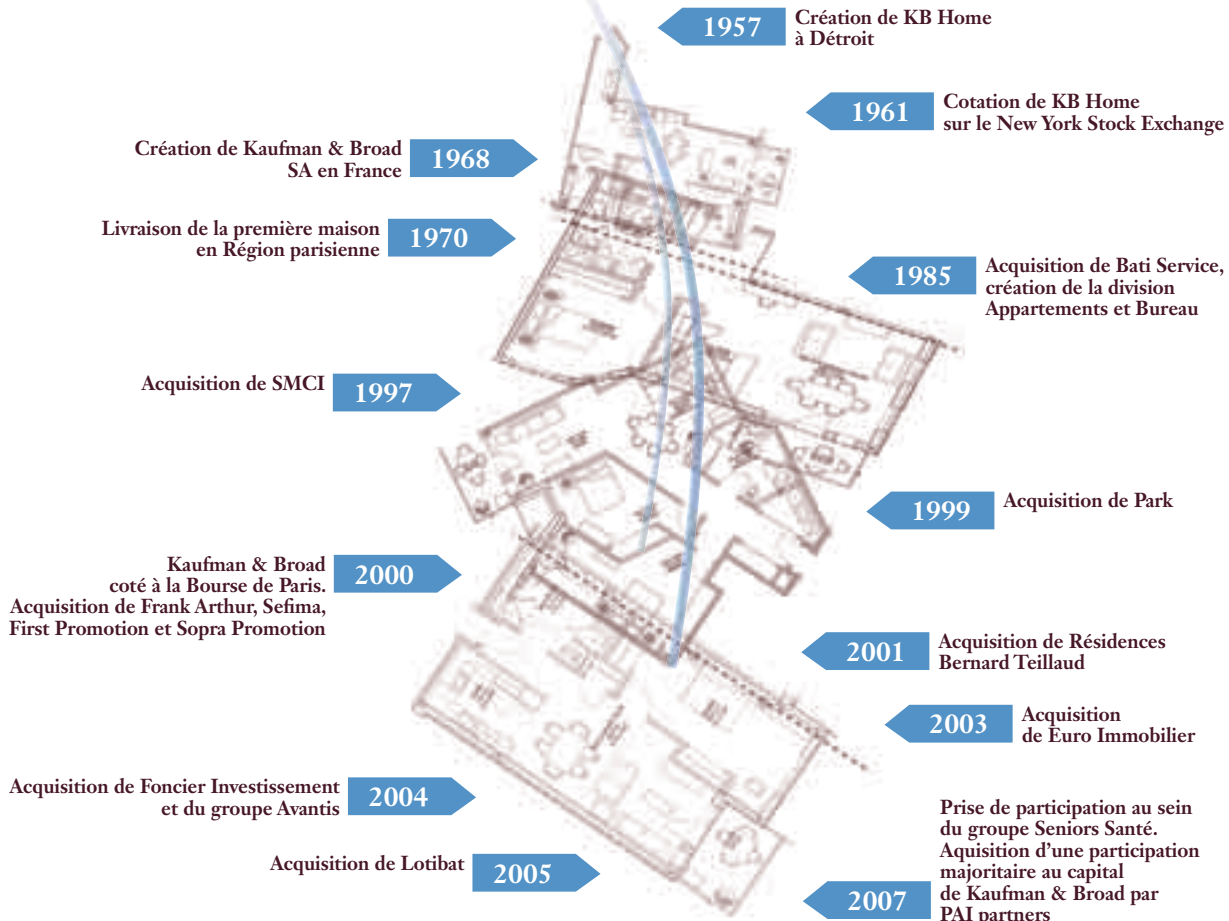 1957
Création de KB Home
à Détroit
1961
Cotation de KB Home
sur le New York Stock Exchange
Création de Kaufman & Broad
SA en France
1968
Livraison de la première maison
en Région parisienne
1970
1985
Acquisition de Bati Service,
création de la division
Appartements et Bureau
Acquisition de SMCI
1997
1999
Acquisition de Park
Kaufman & Broad
coté à la Bourse de Paris.
Acquisition de Frank Arthur, Sefima,
First Promotion et Sopra Promotion
2000
2001
Acquisition de Résidences
Bernard Teillaud
2003
Acquisition
de Euro Immobilier
Acquisition de Foncier Investissement
et du groupe Avantis
2004
Acquisition de Lotibat
2005
2007
Prise de participation au sein
du groupe Seniors Santé.
Aquisition d’une participation
majoritaire au capital
de Kaufman & Broad par
PAI partners